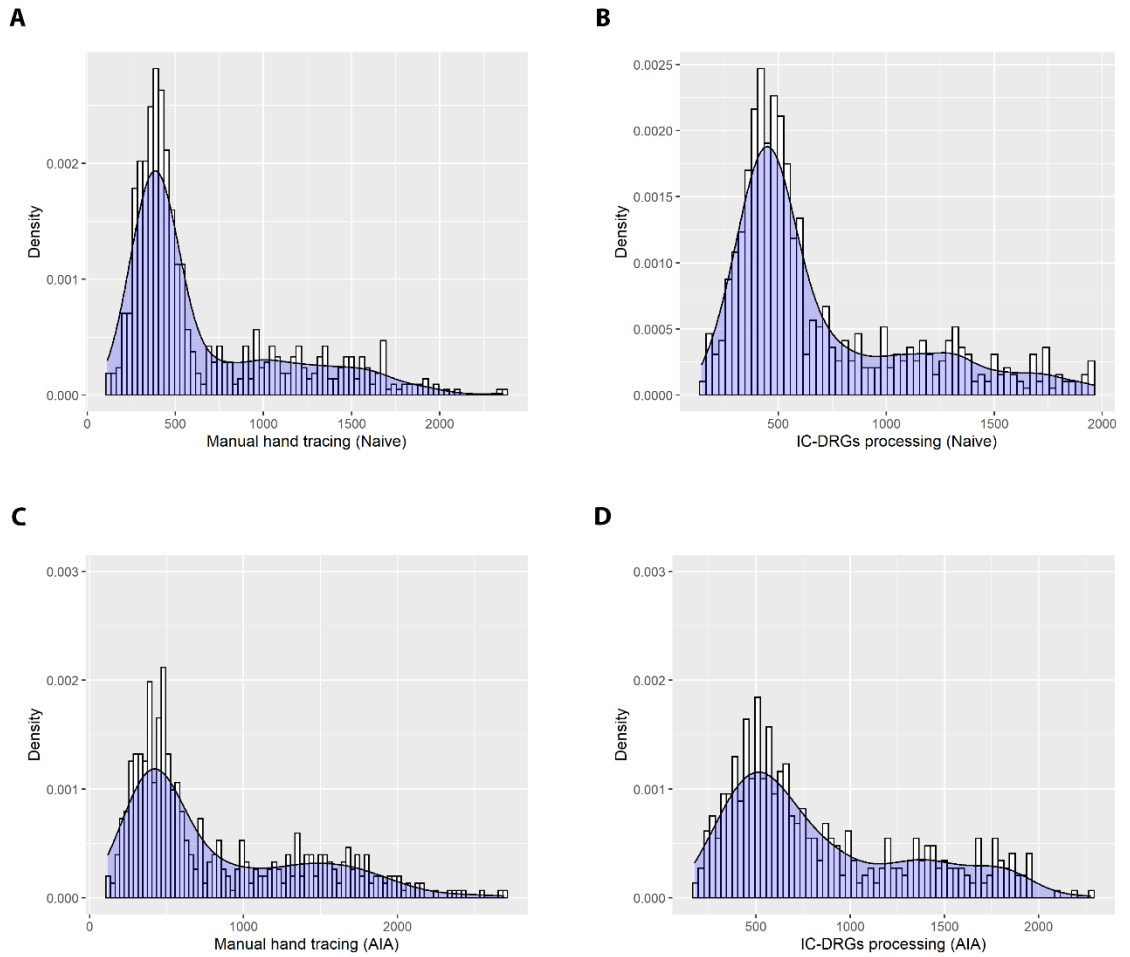 A
B
Density
0.002
0.001
0.000
0
500
1000
1500
2000
Manual hand tracing (Naive)
Density
0.0025
0.0020
0.0015
0.0010
0.0005
0.0000
500
1000
1500
2000
IC-DRGs processing (Naive)
C
D
Density
0.003
0.002
0.001
0.000
0
1000
2000
Manual hand tracing (AIA)
Density
0.003
0.002
0.001
0.000
500
1000
1500
2000
IC-DRGs processing (AIA)